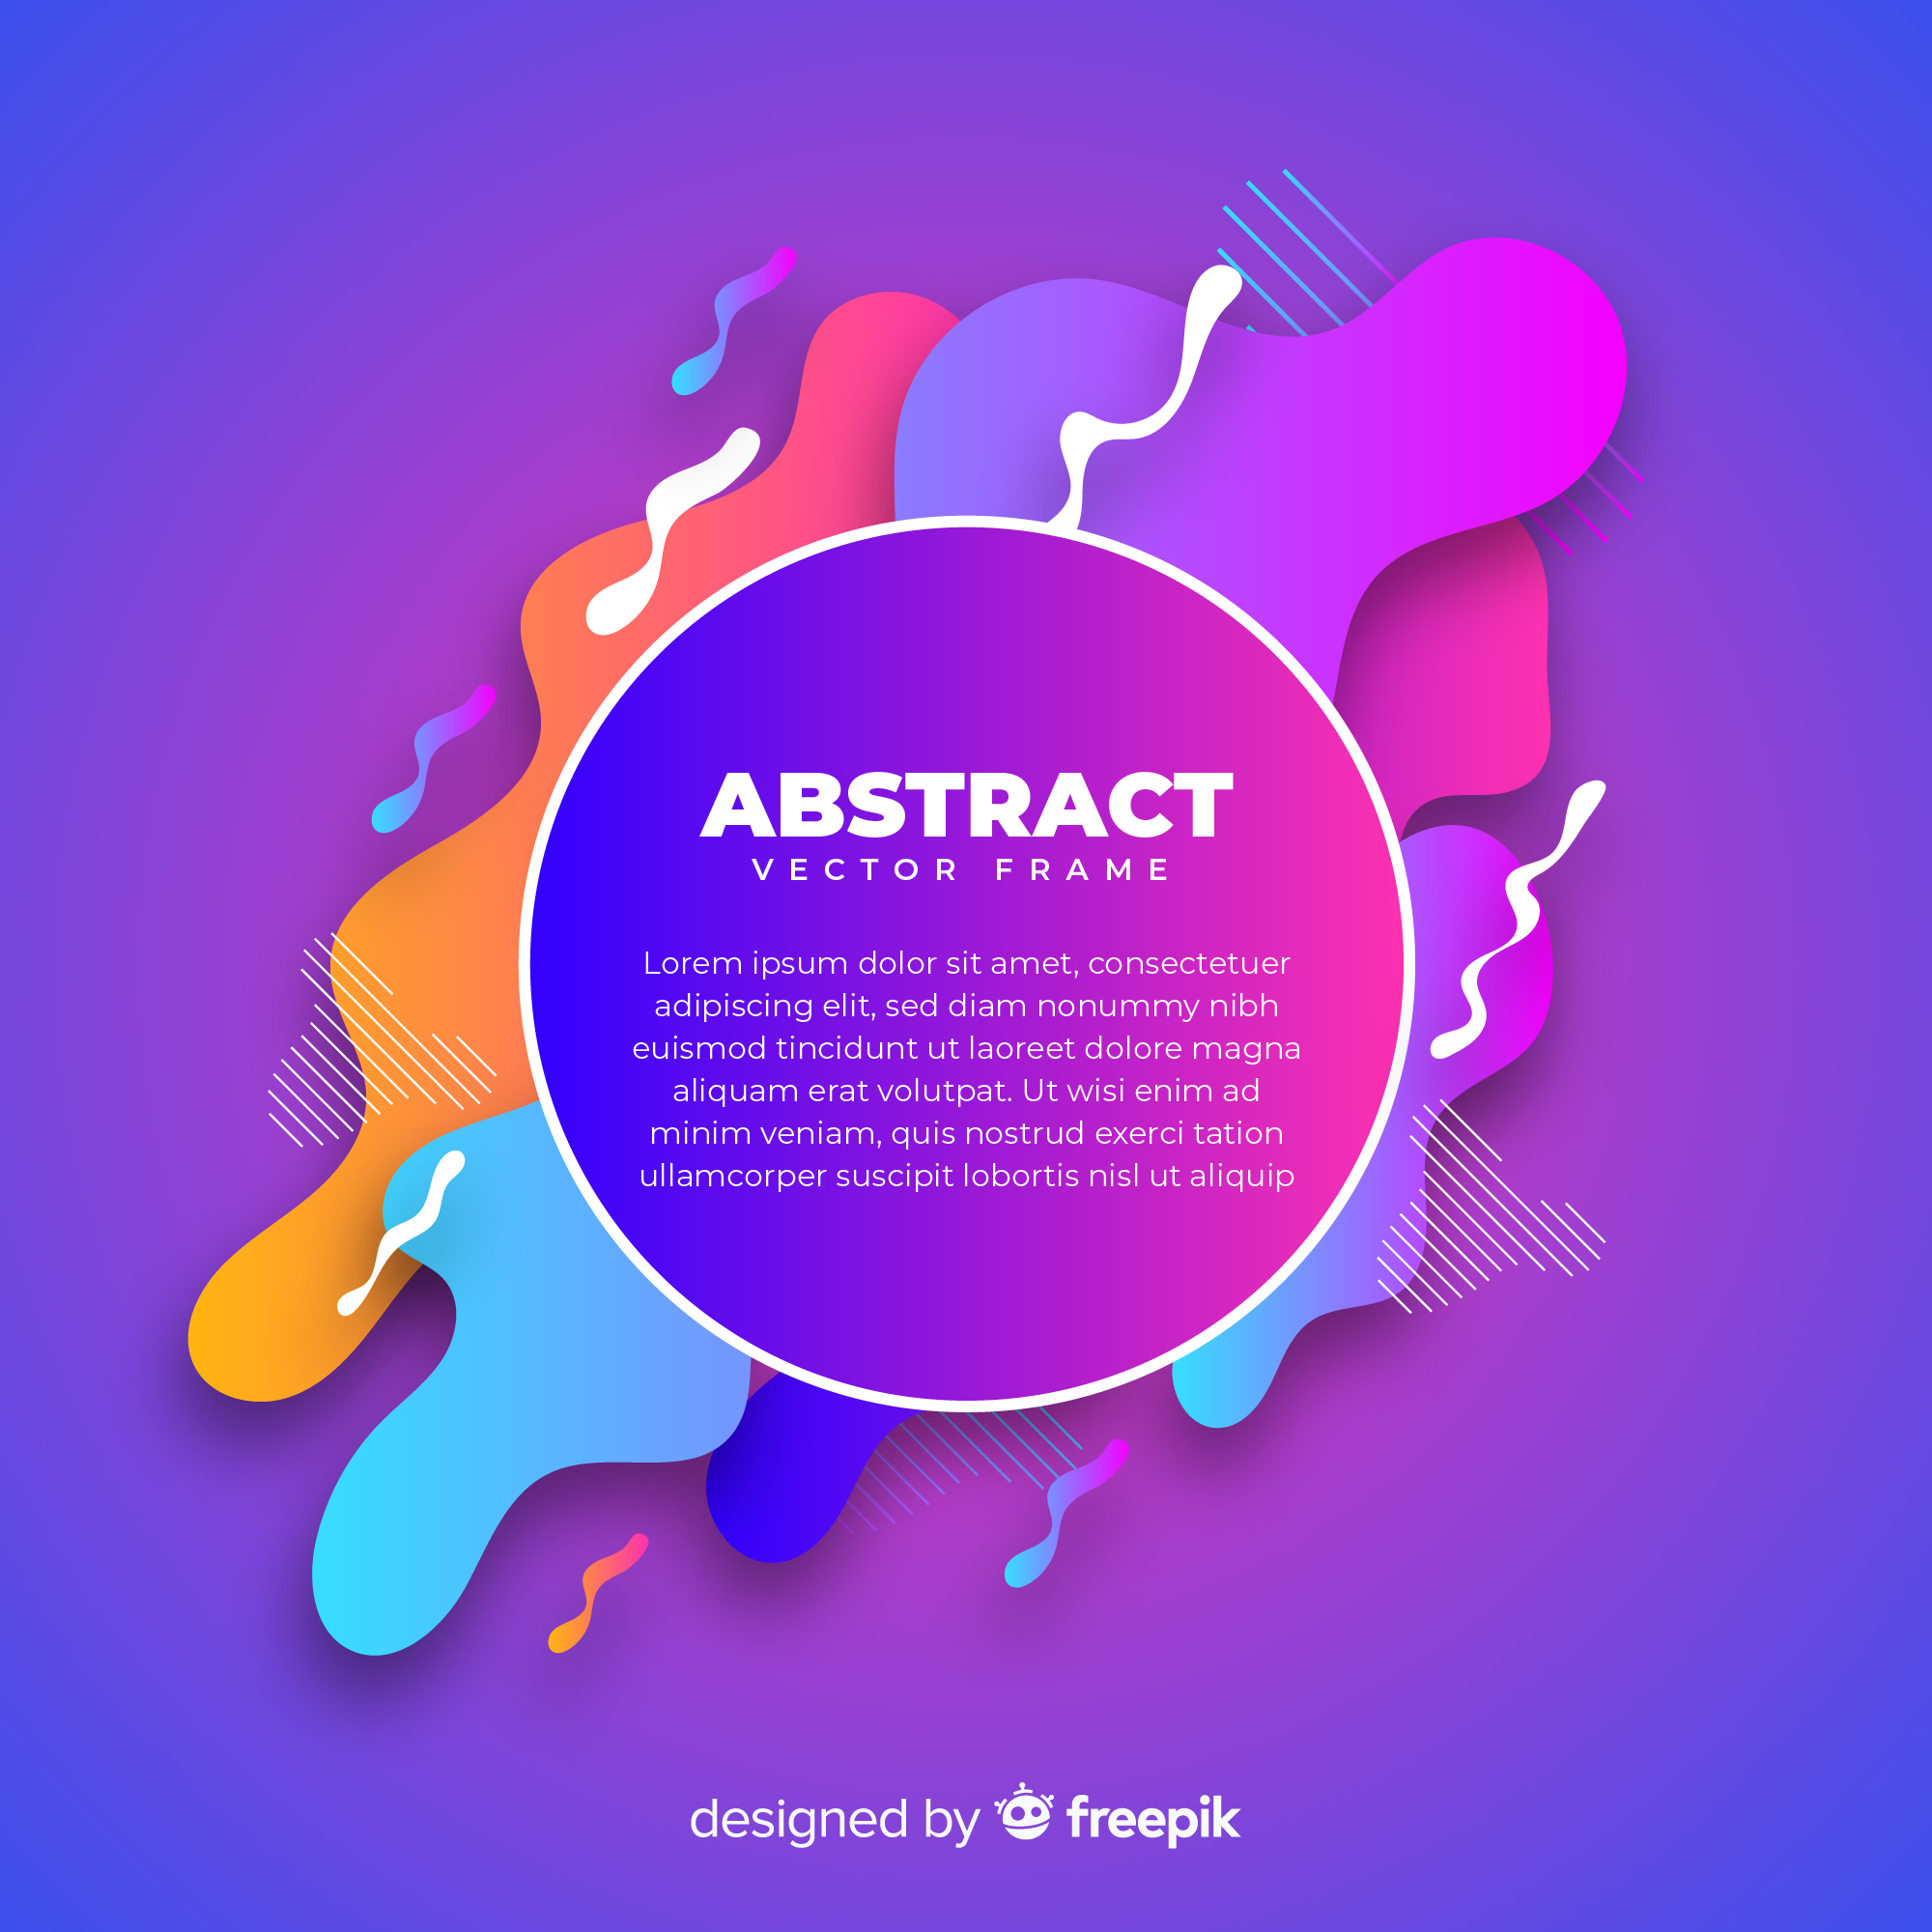 ABSTRACT
VECTOR FRAME
Lorem ipsum dolor sit amet, consectetuer
adipiscing elit, sed diam nonummy nibh
euismod tincidunt ut laoreet dolore magna
aliquam erat volutpat. Ut wisi enim ad
minim veniam, quis nostrud exerci tation
ullamcorper suscipit lobortis nisl ut aliquip
designed by freepik